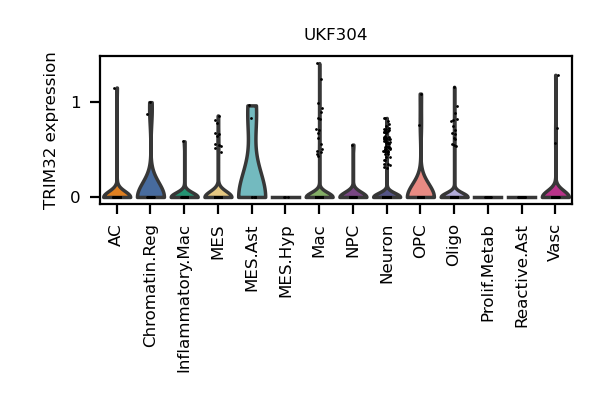 UKF304
TRIM32 expression
1
0
AC
Chromatin.Reg
Inflammatory.Mac
MES
MES.Ast
MES.Hyp
Mac
NPC
Neuron
OPC
Oligo
Prolif.Metab
Reactive.Ast
Vasc